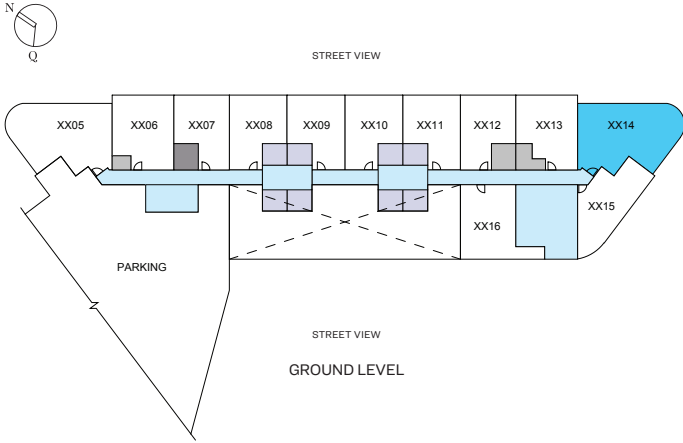 N
Q
STREET VIEW
XX05
XX06
XX07
XX08
XX09
XX10
XX11
XX12
XX13
XX14
XX15
XX16
PARKING
STREET VIEW
GROUND LEVEL